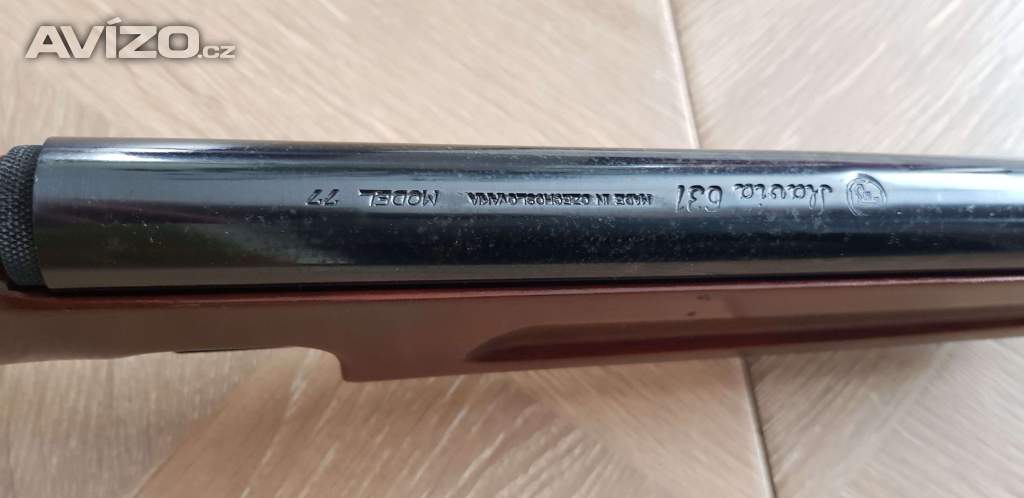 AVÍZO.cz
Slavia 631
MADE IN CZECHOSLOVAKIA
MODEL 77